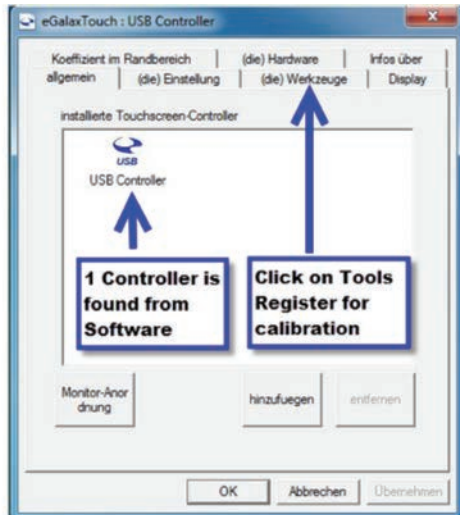 eGalaxTouch : USB Controller
Koeffizient im Randbereich (die) Hardware Infos über
allgemein (die) Einstellung (die) Werkzeuge Display
installierte Touchscreen-Controller
USB
USB Controller
1 Controller is
found from
Software
Click on Tools
Register for
calibration
Monitor-Anor
dnung
hinzufuegen
entfernen
OK Abbrechen Übernehmen